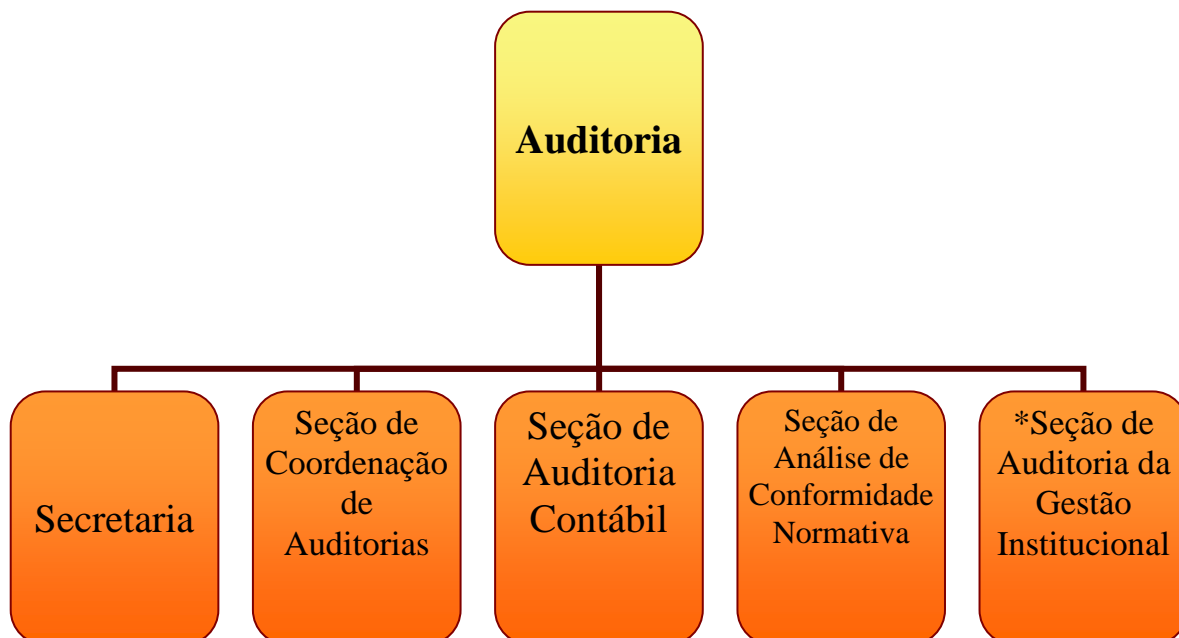 Auditoria
Secretaria
Seção de
Coordenação
de
Auditorias
Seção de
Auditoria
Contábil
Seção de
Análise de
Conformidade
Normativa
*Seção de
Auditoria da
Gestão
Institucional